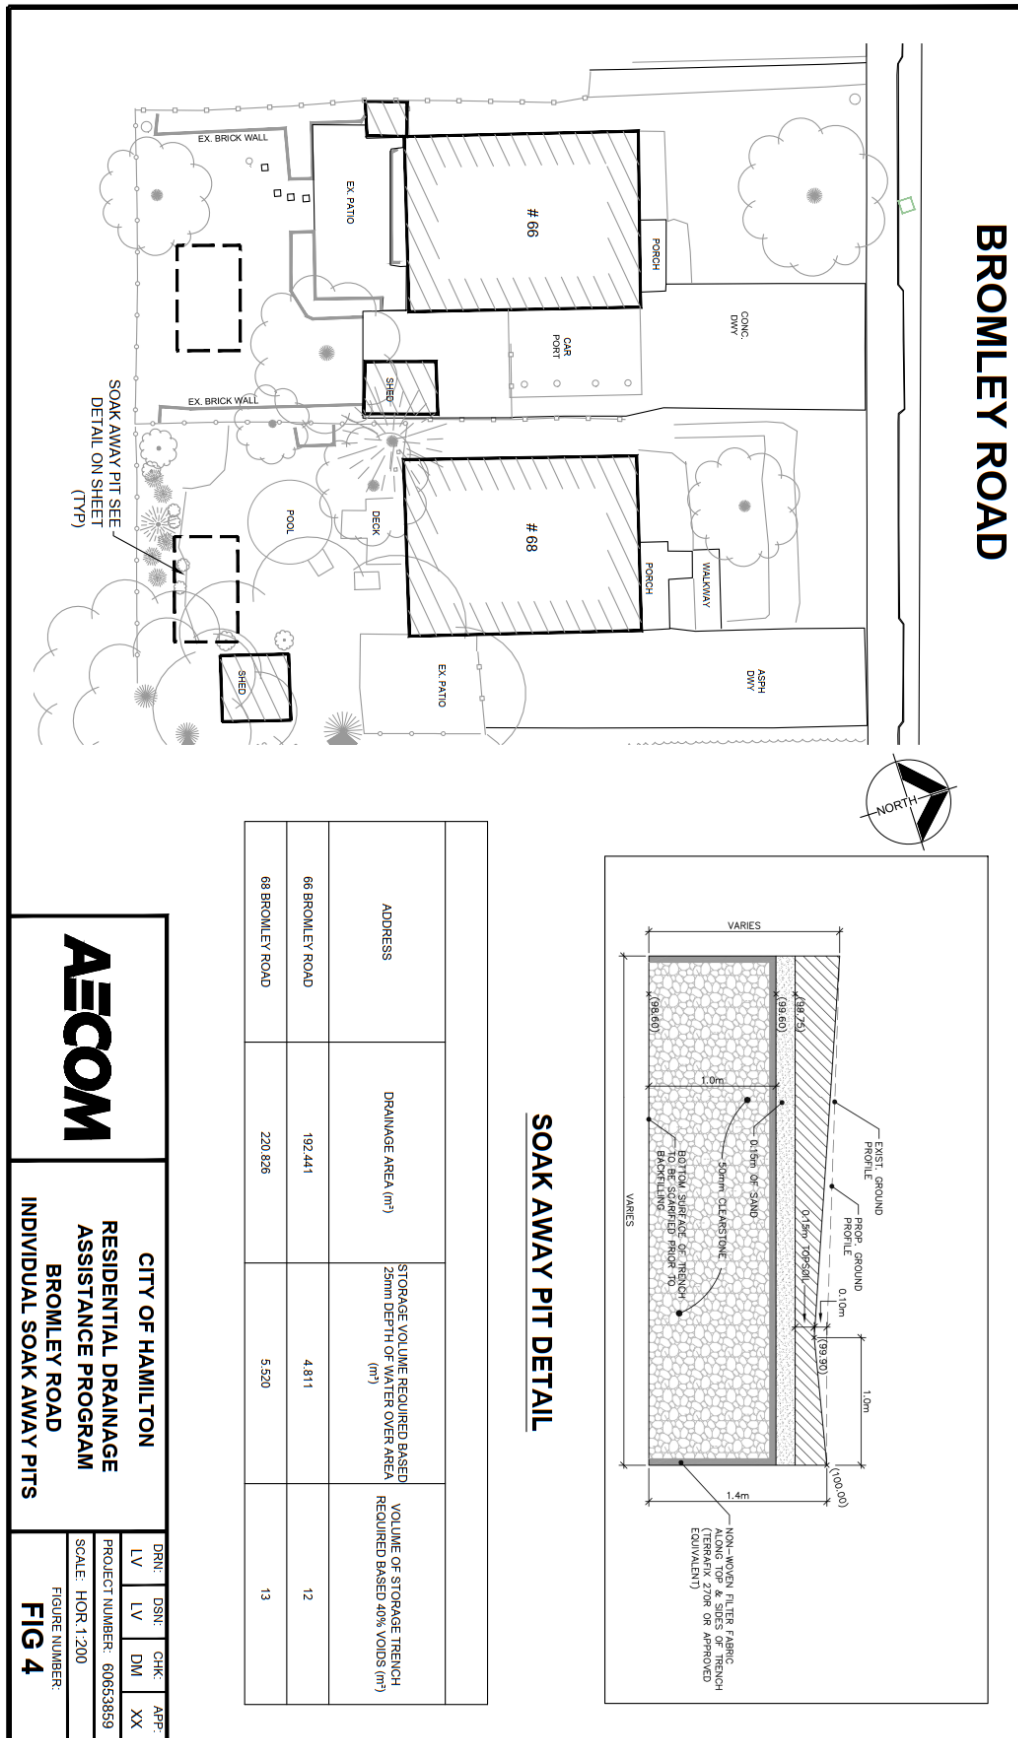 BROMLEY ROAD
EX. BRICK WALL
EX. PATIO
# 66
PORCH
CONC.
DWY
CAR
PORT
SHED
EX. BRICK WALL
SOAK AWAY PIT SEE
DETAIL ON SHEET
(TYP)
POOL
DECK
# 68
PORCH
WALKWAY
SHED
EX. PATIO
ASPH
DWY
NORTH
VARIES
(99.75)
(99.60)
(98.60)
1.0m
EXIST. GROUND
PROFILE
PROP. GROUND
PROFILE
0.10m
0.15m TOPSOIL
0.15m OF SAND
50mm CLEARSTONE
BOTTOM SURFACE OF TRENCH
TO BE SCARIFIED PRIOR TO
BACKFILLING
VARIES
(99.90)
1.0m
(100.00)
1.4m
NON-WOVEN FILTER FABRIC
ALONG TOP & SIDES OF TRENCH
(TERRAFIX 270R OR APPROVED
EQUIVALENT)
SOAK AWAY PIT DETAIL
ADDRESS
DRAINAGE AREA (m²)
STORAGE VOLUME REQUIRED BASED
25mm DEPTH OF WATER OVER AREA
(m³)
VOLUME OF STORAGE TRENCH
REQUIRED BASED 40% VOIDS (m³)
66 BROMLEY ROAD
192.441
4.811
12
68 BROMLEY ROAD
220.826
5.520
13
AECOM
CITY OF HAMILTON
RESIDENTIAL DRAINAGE
ASSISTANCE PROGRAM
BROMLEY ROAD
INDIVIDUAL SOAK AWAY PITS
DRN:
LV
DSN:
LV
CHK:
DM
APP:
XX
PROJECT NUMBER: 60653859
SCALE: HOR.1:200
FIGURE NUMBER:
FIG 4